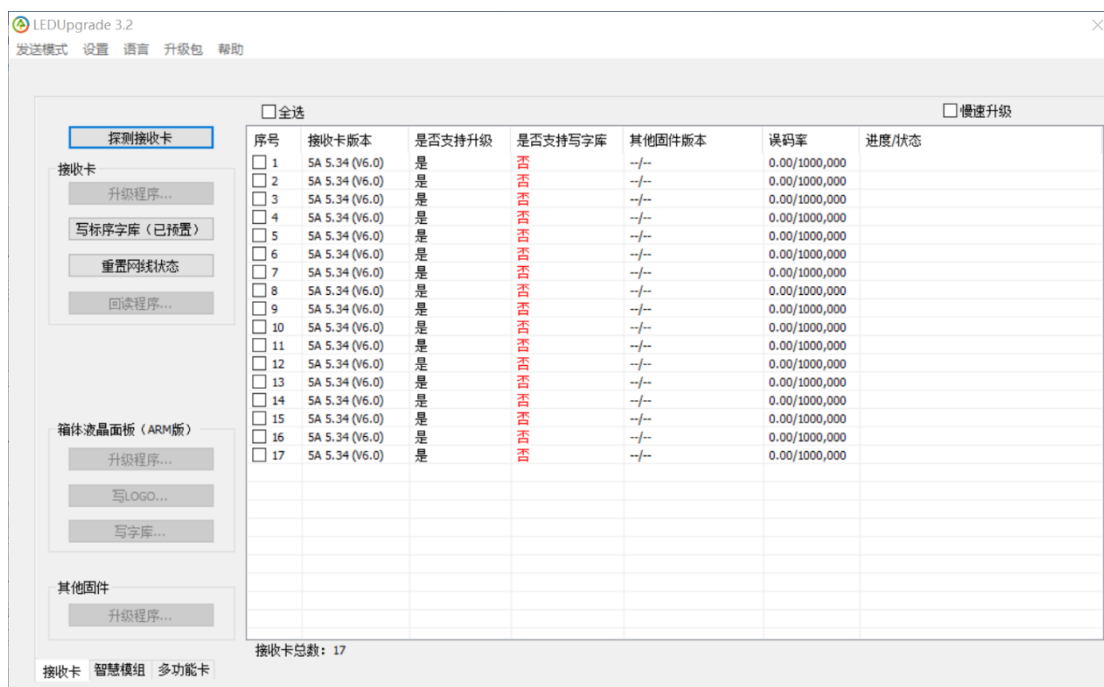 LEDUpgrade 3.2
发送模式 设置 语言 升级包 帮助
全选 慢速升级
探测接收卡
接收卡
升级程序...
写标序字库（已预置）
重置网线状态
回读程序...
箱体液晶面板（ARM版）
升级程序...
写LOGO...
写字库...
其他固件
升级程序...
序号 接收卡版本 是否支持升级 是否支持写字库 其他固件版本 误码率 进度/状态
1 5A 5.34 (V6.0) 是 否 --/-- 0.00/1000,000
2 5A 5.34 (V6.0) 是 否 --/-- 0.00/1000,000
3 5A 5.34 (V6.0) 是 否 --/-- 0.00/1000,000
4 5A 5.34 (V6.0) 是 否 --/-- 0.00/1000,000
5 5A 5.34 (V6.0) 是 否 --/-- 0.00/1000,000
6 5A 5.34 (V6.0) 是 否 --/-- 0.00/1000,000
7 5A 5.34 (V6.0) 是 否 --/-- 0.00/1000,000
8 5A 5.34 (V6.0) 是 否 --/-- 0.00/1000,000
9 5A 5.34 (V6.0) 是 否 --/-- 0.00/1000,000
10 5A 5.34 (V6.0) 是 否 --/-- 0.00/1000,000
11 5A 5.34 (V6.0) 是 否 --/-- 0.00/1000,000
12 5A 5.34 (V6.0) 是 否 --/-- 0.00/1000,000
13 5A 5.34 (V6.0) 是 否 --/-- 0.00/1000,000
14 5A 5.34 (V6.0) 是 否 --/-- 0.00/1000,000
15 5A 5.34 (V6.0) 是 否 --/-- 0.00/1000,000
16 5A 5.34 (V6.0) 是 否 --/-- 0.00/1000,000
17 5A 5.34 (V6.0) 是 否 --/-- 0.00/1000,000
接收卡总数：17
接收卡 智慧模组 多功能卡